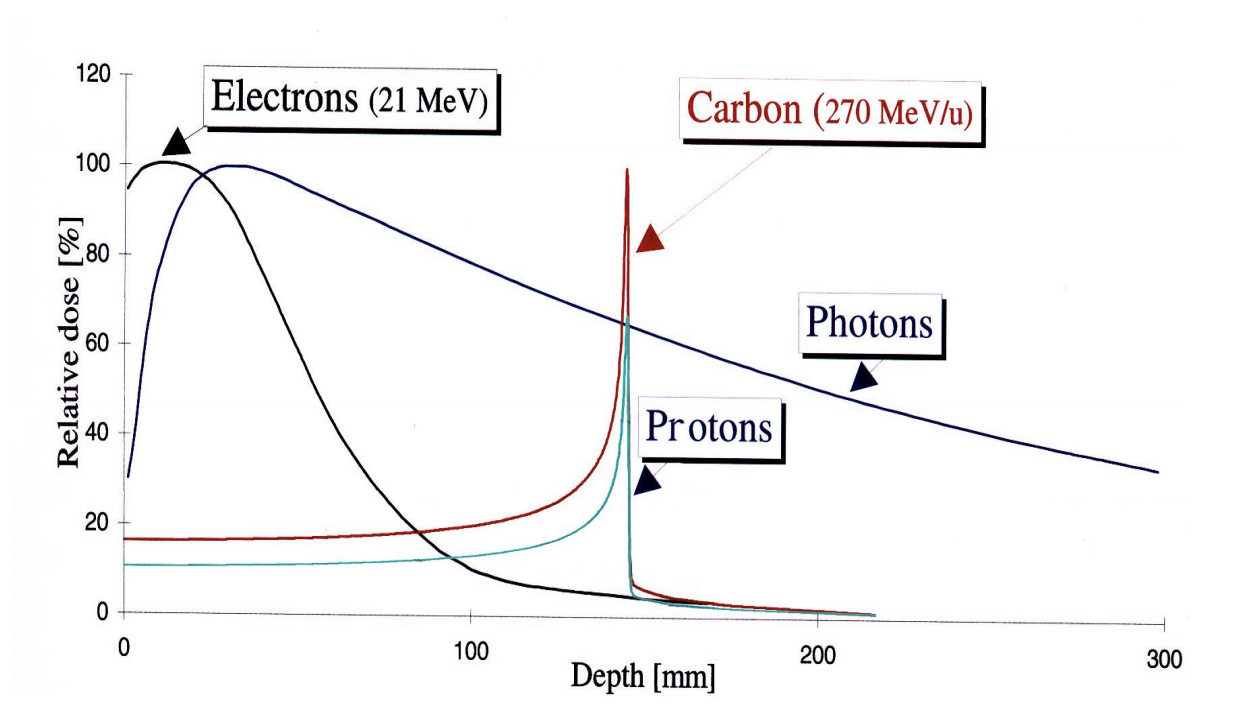 120
Electrons (21 MeV)
Carbon (270 MeV/u)
100
80
Photons
60
Protons
40
20
0
Relative dose [%]
0
100
200
300
Depth [mm]